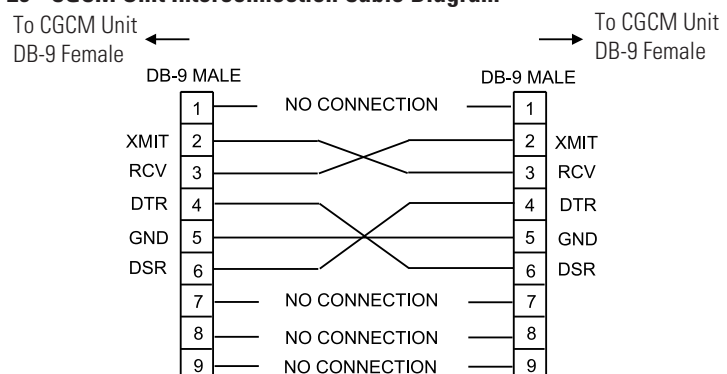 20 - CGCM Unit Interconnection Cable Diagram
To CGCM Unit
DB-9 Female
To CGCM Unit
DB-9 Female
DB-9 MALE
DB-9 MALE
1 NO CONNECTION 1
XMIT 2 2 XMIT
RCV 3 3 RCV
DTR 4 4 DTR
GND 5 5 GND
DSR 6 6 DSR
7 NO CONNECTION 7
8 NO CONNECTION 8
9 NO CONNECTION 9